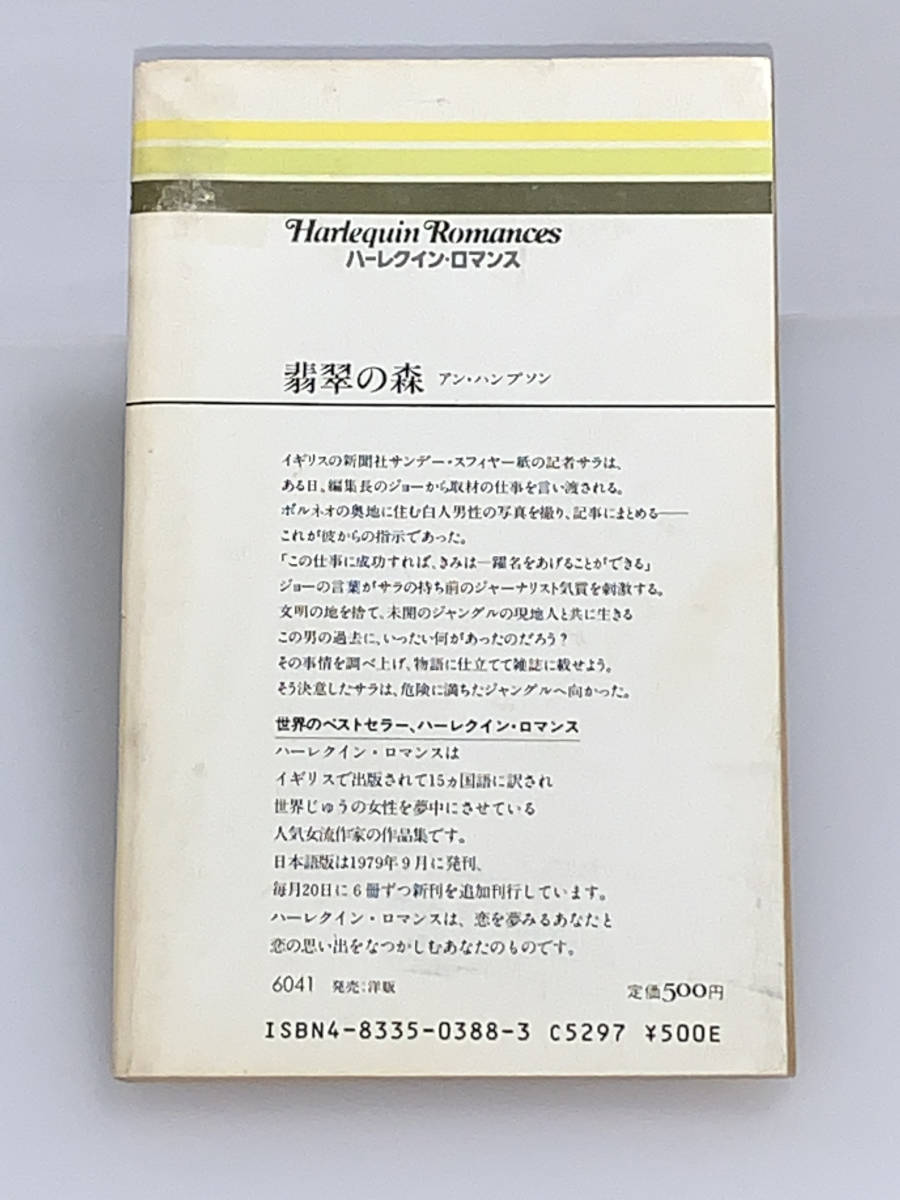 Harlequin Romances
ハーレクイン・ロマンス
翡翠の森 アン・ハンプソン
イギリスの新聞社サンデー・スフィヤー紙の記者サラは、
ある日、編集長のジョーから取材の仕事を言い渡される。
ボルネオの奥地に住む白人男性の写真を撮り、記事にまとめる――
これが彼からの指示であった。
「この仕事に成功すれば、きみは一躍名をあげることができる」
ジョーの言葉がサラの持ち前のジャーナリスト気質を刺激する。
文明の地を捨て、未開のジャングルの現地人と共に生きる
この男の過去に、いったい何があったのだろう？
その事情を調べ上げ、物語に仕立てて雑誌に載せよう。
そう決意したサラは、危険に満ちたジャングルへ向かった。
世界のベストセラー、ハーレクイン・ロマンス
ハーレクイン・ロマンスは
イギリスで出版されて15ヵ国語に訳され
世界じゅうの女性を夢中にさせている
人気女流作家の作品集です。
日本語版は1979年9月に発刊、
毎月20日に6冊ずつ新刊を追加刊行しています。
ハーレクイン・ロマンスは、恋を夢みるあなたと
恋の思い出をなつかしむあなたのものです。
6041 発売:洋販 定価500円
ISBN4-8335-0388-3 C5297 ¥500E